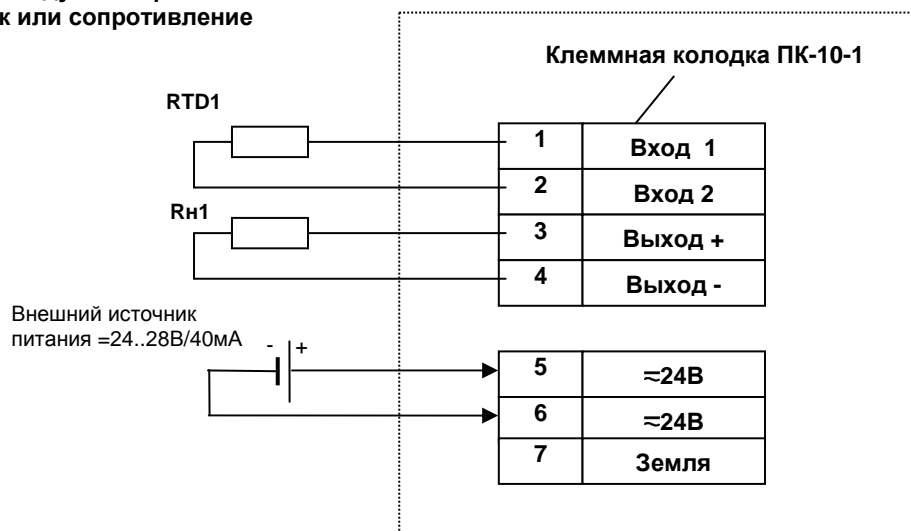 к или сопротивление
Клеммная колодка ПК-10-1
RTD1
1 Вход 1
2 Вход 2
Rн1
3 Выход +
4 Выход -
Внешний источник
питания =24..28В/40мА
- +
5 ≂24В
6 ≂24В
7 Земля